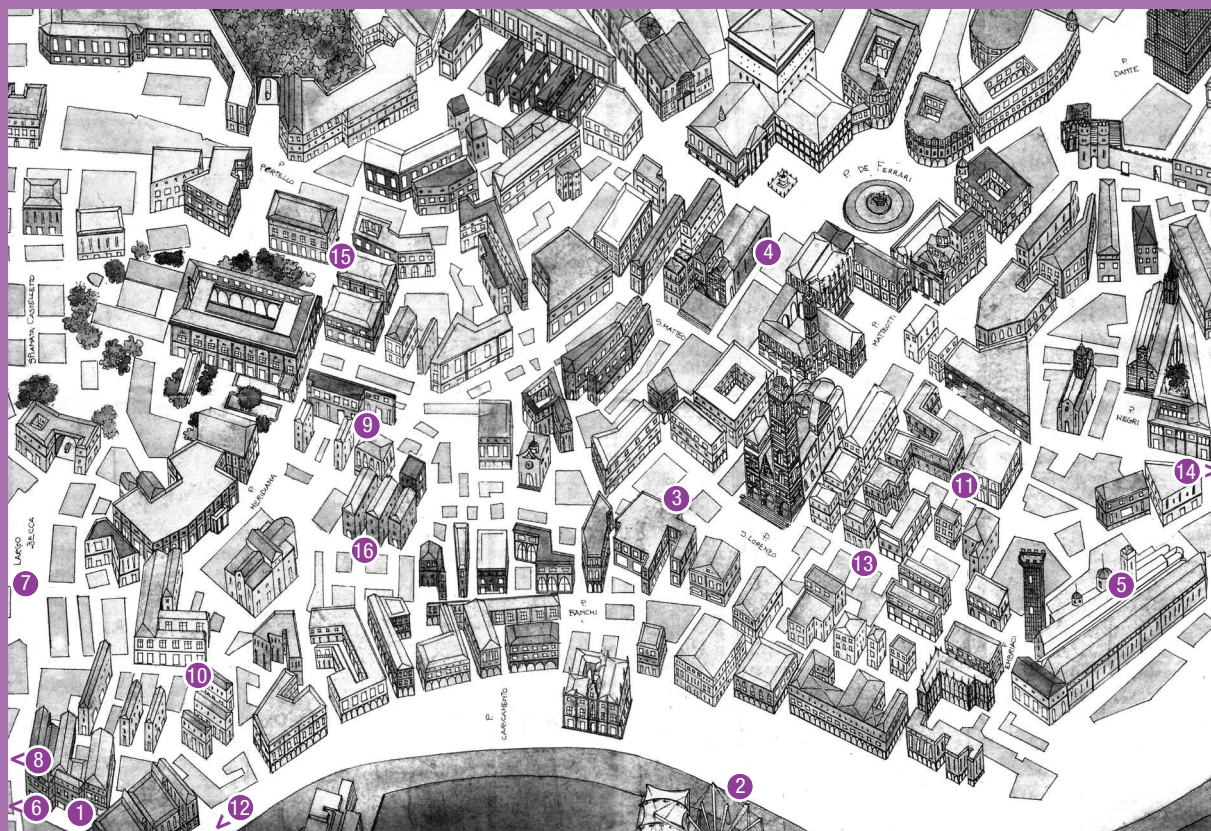 P.
DANTE
P.
PORTELLO
P. DE FERRARI
15
4
SPIANATA CASTELLETTO
S. MATTEO
P.
MATTEOTTI
P.
NEGRI
9
14 >
P.
MERIDIANA
11
3
LARGO
ZECCA
16
P.
S. LORENZO
13
7
5
P.
BANCHI
P.
EMBRIACI
10
P.
CARICAMENTO
< 8
2
< 6
1
< 12